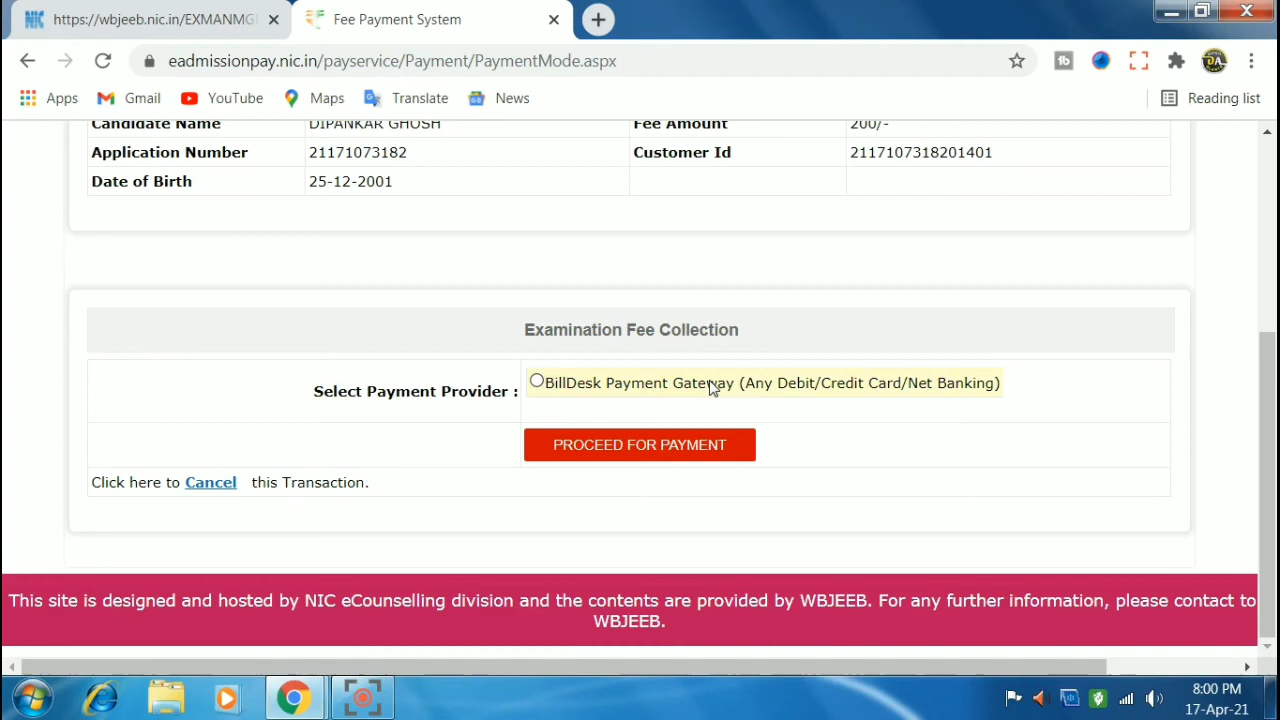 https://wbjeeb.nic.in/EXMANMG
Fee Payment System
eadmissionpay.nic.in/payservice/Payment/PaymentMode.aspx
Apps Gmail YouTube Maps Translate News Reading list
Candidate Name DIPANKAR GHOSH Fee Amount 200/-
Application Number 21171073182 Customer Id 2117107318201401
Date of Birth 25-12-2001
Examination Fee Collection
Select Payment Provider : BillDesk Payment Gateway (Any Debit/Credit Card/Net Banking)
PROCEED FOR PAYMENT
Click here to Cancel this Transaction.
This site is designed and hosted by NIC eCounselling division and the contents are provided by WBJEEB. For any further information, please contact to
WBJEEB.
8:00 PM
17-Apr-21